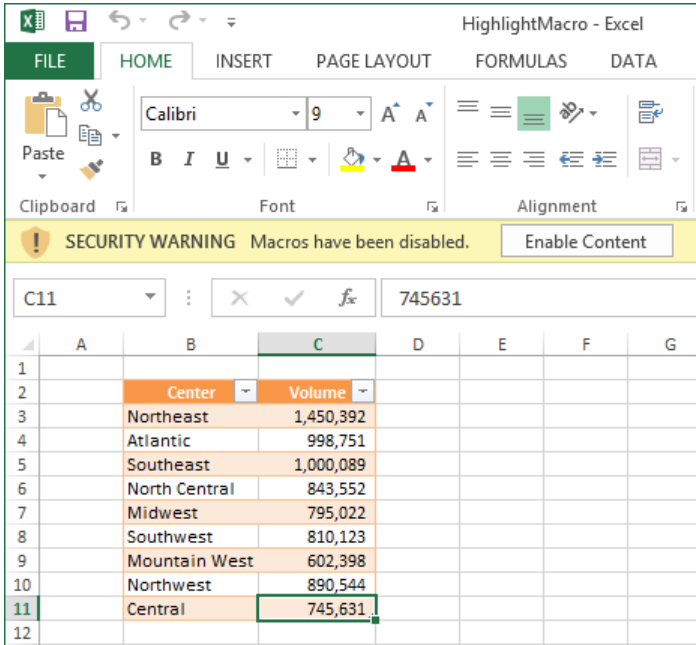 HighlightMacro - Excel
FILE HOME INSERT PAGE LAYOUT FORMULAS DATA
Calibri 9 A A
Paste
B I U A
Clipboard Font Alignment
! SECURITY WARNING Macros have been disabled. Enable Content
C11 fx 745631
A B C D E F G
1
2 Center Volume
3 Northeast 1,450,392
4 Atlantic 998,751
5 Southeast 1,000,089
6 North Central 843,552
7 Midwest 795,022
8 Southwest 810,123
9 Mountain West 602,398
10 Northwest 890,544
11 Central 745,631
12